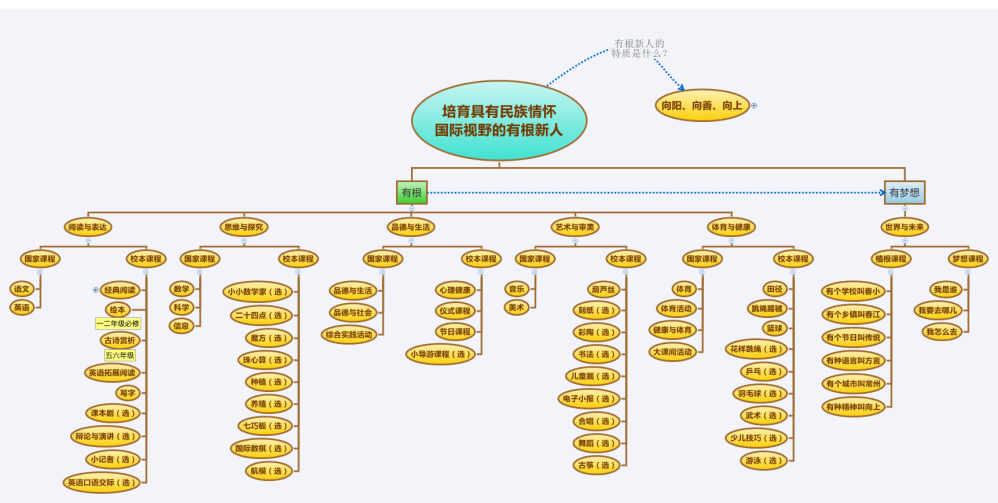 有根新人的
特质是什么?
向阳、向善、向上
培育具有民族情怀
国际视野的有根新人
有根
有梦想
阅读与表达
思维与探究
品德与生活
艺术与审美
体育与健康
世界与未来
国家课程
校本课程
国家课程
校本课程
国家课程
校本课程
国家课程
校本课程
国家课程
校本课程
植根课程
梦想课程
语文
英语
经典阅读
绘本
一二年级必修
古诗赏析
五六年级
英语拓展阅读
写字
课本剧（选）
辩论与演讲（选）
小记者（选）
英语口语交际（选）
数学
科学
信息
小小数学家（选）
二十四点（选）
魔方（选）
珠心算（选）
种植（选）
养殖（选）
七巧板（选）
国际数棋（选）
航模（选）
品德与生活
品德与社会
综合实践活动
心理健康
仪式课程
节日课程
小导游课程（选）
音乐
美术
葫芦丝
刻纸（选）
彩陶（选）
书法（选）
儿童画（选）
电子小报（选）
合唱（选）
舞蹈（选）
古筝（选）
体育
体育活动
健康与体育
大课间活动
田径
跳绳踢毽
篮球
花样跳绳（选）
乒乓（选）
羽毛球（选）
武术（选）
少儿技巧（选）
游泳（选）
有个学校叫春小
有个乡镇叫春江
有个节日叫传统
有种语言叫方言
有个城市叫常州
有种精神叫向上
我是谁
我要去哪儿
我怎么去